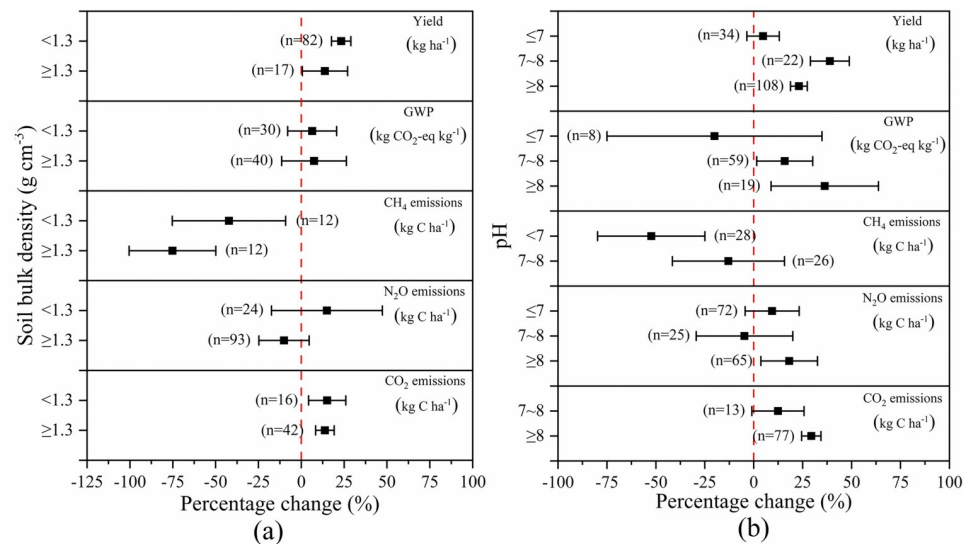 Soil bulk density (g cm⁻³)
Yield
<1.3 (n=82) (kg ha⁻¹)
≥1.3 (n=17)
GWP
<1.3 (n=30) (kg CO₂-eq kg⁻¹)
≥1.3 (n=40)
CH₄ emissions
<1.3 (n=12) (kg C ha⁻¹)
≥1.3 (n=12)
N₂O emissions
<1.3 (n=24) (kg C ha⁻¹)
≥1.3 (n=93)
CO₂ emissions
<1.3 (n=16) (kg C ha⁻¹)
≥1.3 (n=42)
-125 -100 -75 -50 -25 0 25 50 75 100
Percentage change (%)
(a)
pH
Yield
≤7 (n=34) (kg ha⁻¹)
7~8 (n=22)
≥8 (n=108)
GWP
≤7 (n=8) (kg CO₂-eq kg⁻¹)
7~8 (n=59)
≥8 (n=19)
CH₄ emissions
<7 (n=28) (kg C ha⁻¹)
7~8 (n=26)
N₂O emissions
≤7 (n=72) (kg C ha⁻¹)
7~8 (n=25)
≥8 (n=65)
CO₂ emissions
7~8 (n=13) (kg C ha⁻¹)
≥8 (n=77)
-100 -75 -50 -25 0 25 50 75 100
Percentage change (%)
(b)